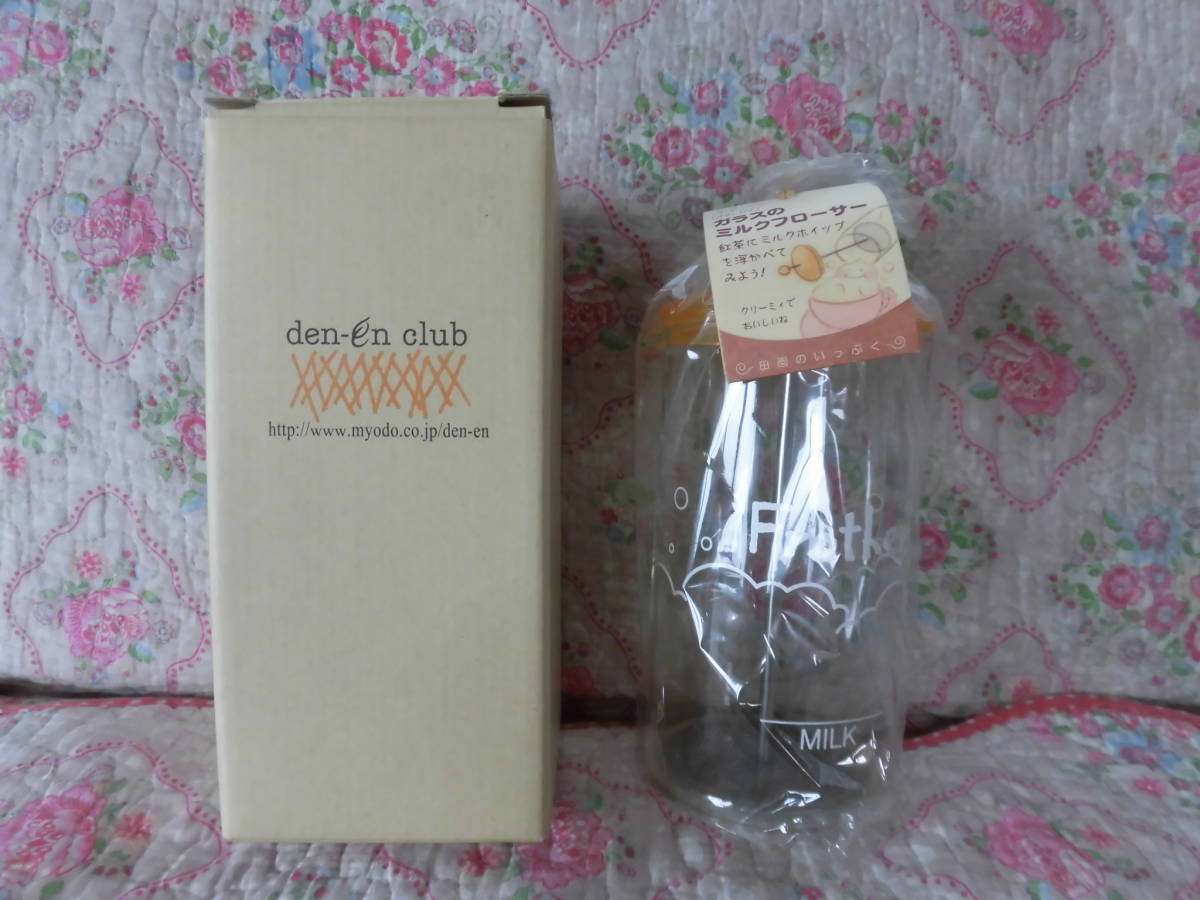 den-en club
http://www.myodo.co.jp/den-en
ガラスの
ミルクフローサー
紅茶にミルクホイップ
を浮かべて
みよう!
クリーミィで
おいしいね
田園のいっぷく
MILK